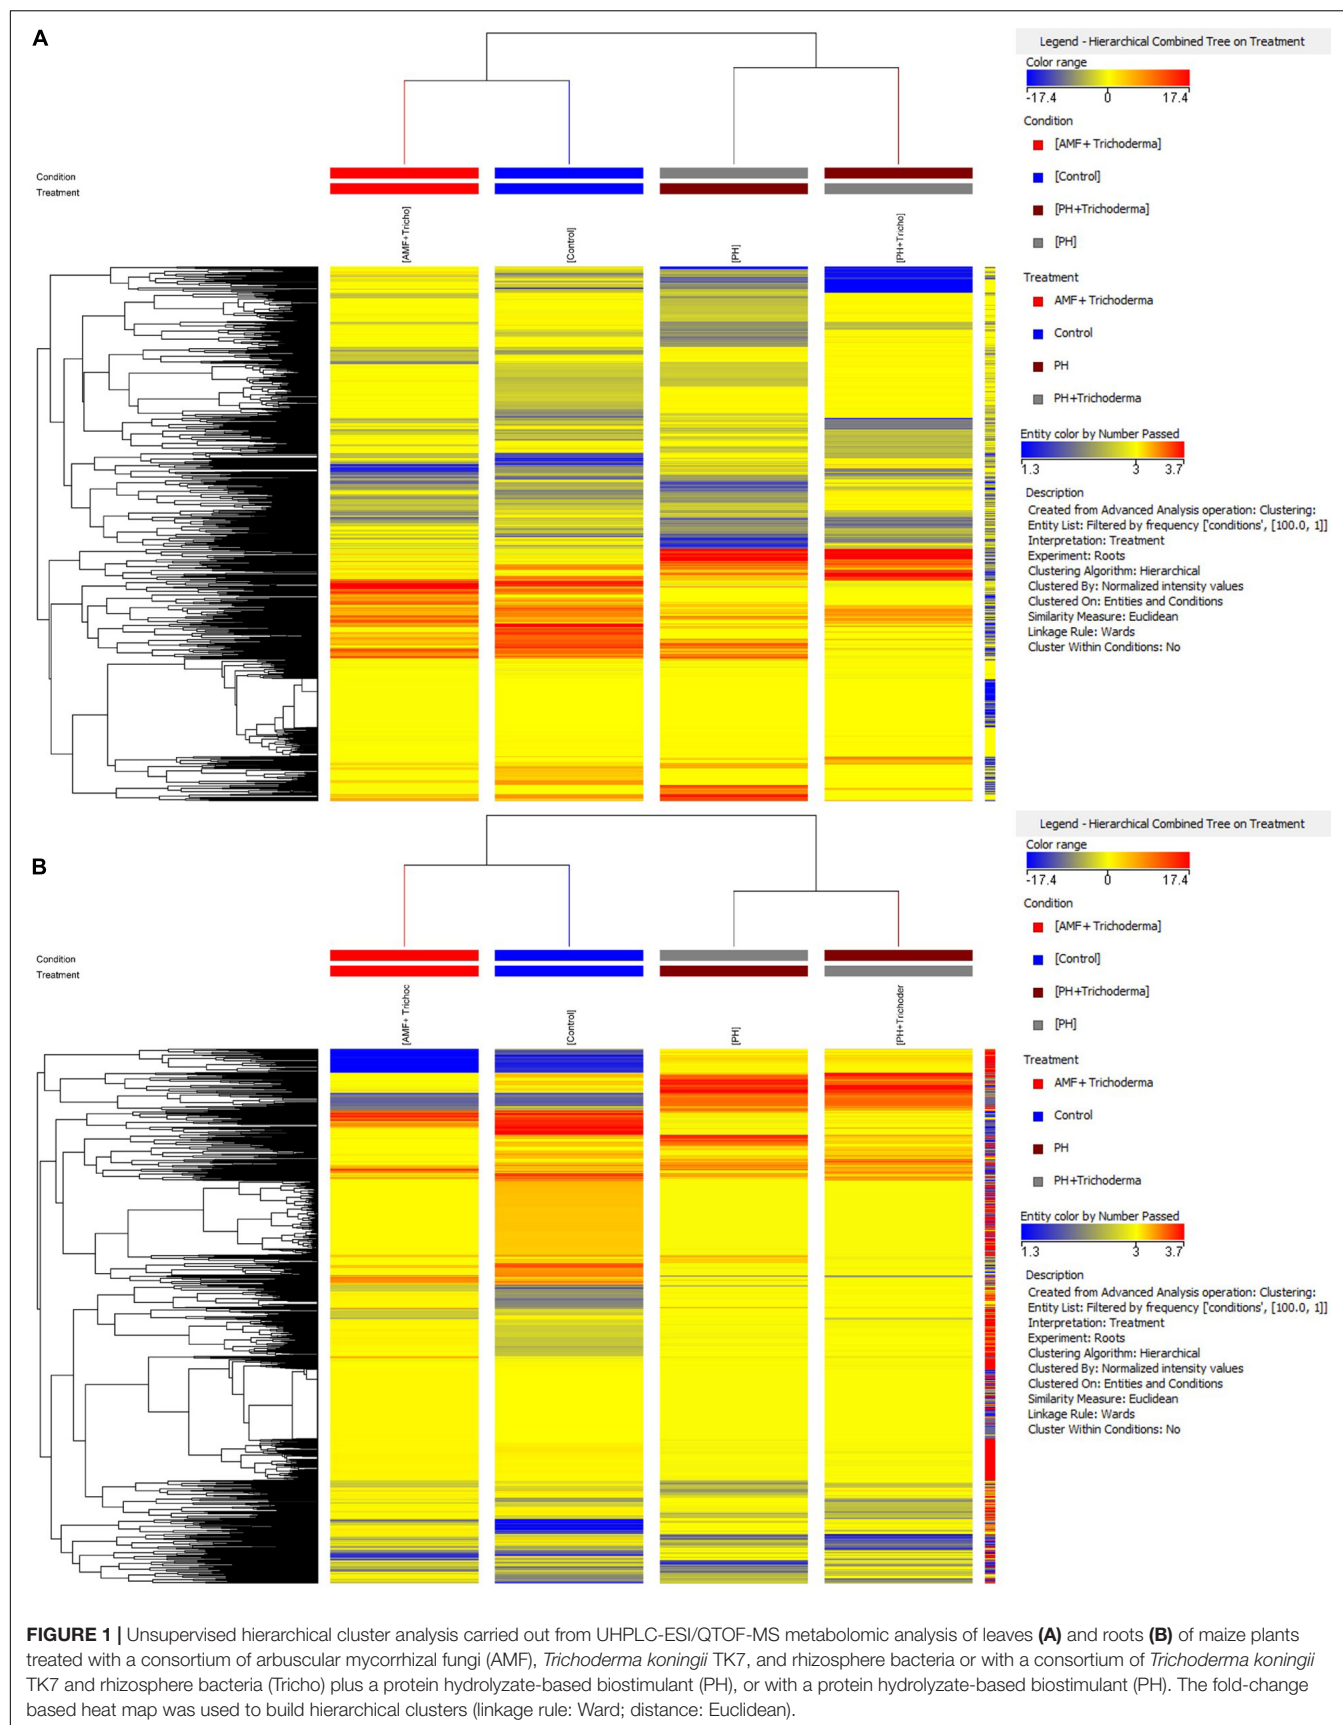 A
Legend - Hierarchical Combined Tree on Treatment
Color range
-17.4 0 17.4
Condition
[AMF+ Trichoderma]
[Control]
[PH+Trichoderma]
[PH]
Treatment
AMF+ Trichoderma
Control
PH
PH+Trichoderma
Entity color by Number Passed
1.3 3 3.7
Description
Created from Advanced Analysis operation: Clustering:
Entity List: Filtered by frequency ['conditions', [100.0, 1]]
Interpretation: Treatment
Experiment: Roots
Clustering Algorithm: Hierarchical
Clustered By: Normalized intensity values
Clustered On: Entities and Conditions
Similarity Measure: Euclidean
Linkage Rule: Wards
Cluster Within Conditions: No
Condition
Treatment
[AMF+Tricho]
[Control]
[PH]
[PH+Tricho]
B
Legend - Hierarchical Combined Tree on Treatment
Color range
-17.4 0 17.4
Condition
[AMF+ Trichoderma]
[Control]
[PH+Trichoderma]
[PH]
Treatment
AMF+ Trichoderma
Control
PH
PH+Trichoderma
Entity color by Number Passed
1.3 3 3.7
Description
Created from Advanced Analysis operation: Clustering:
Entity List: Filtered by frequency ['conditions', [100.0, 1]]
Interpretation: Treatment
Experiment: Roots
Clustering Algorithm: Hierarchical
Clustered By: Normalized intensity values
Clustered On: Entities and Conditions
Similarity Measure: Euclidean
Linkage Rule: Wards
Cluster Within Conditions: No
Condition
Treatment
[AMF+ Trichoc
[Control]
[PH]
[PH+Trichoder
FIGURE 1 | Unsupervised hierarchical cluster analysis carried out from UHPLC-ESI/QTOF-MS metabolomic analysis of leaves (A) and roots (B) of maize plants
treated with a consortium of arbuscular mycorrhizal fungi (AMF), Trichoderma koningii TK7, and rhizosphere bacteria or with a consortium of Trichoderma koningii
TK7 and rhizosphere bacteria (Tricho) plus a protein hydrolyzate-based biostimulant (PH), or with a protein hydrolyzate-based biostimulant (PH). The fold-change
based heat map was used to build hierarchical clusters (linkage rule: Ward; distance: Euclidean).